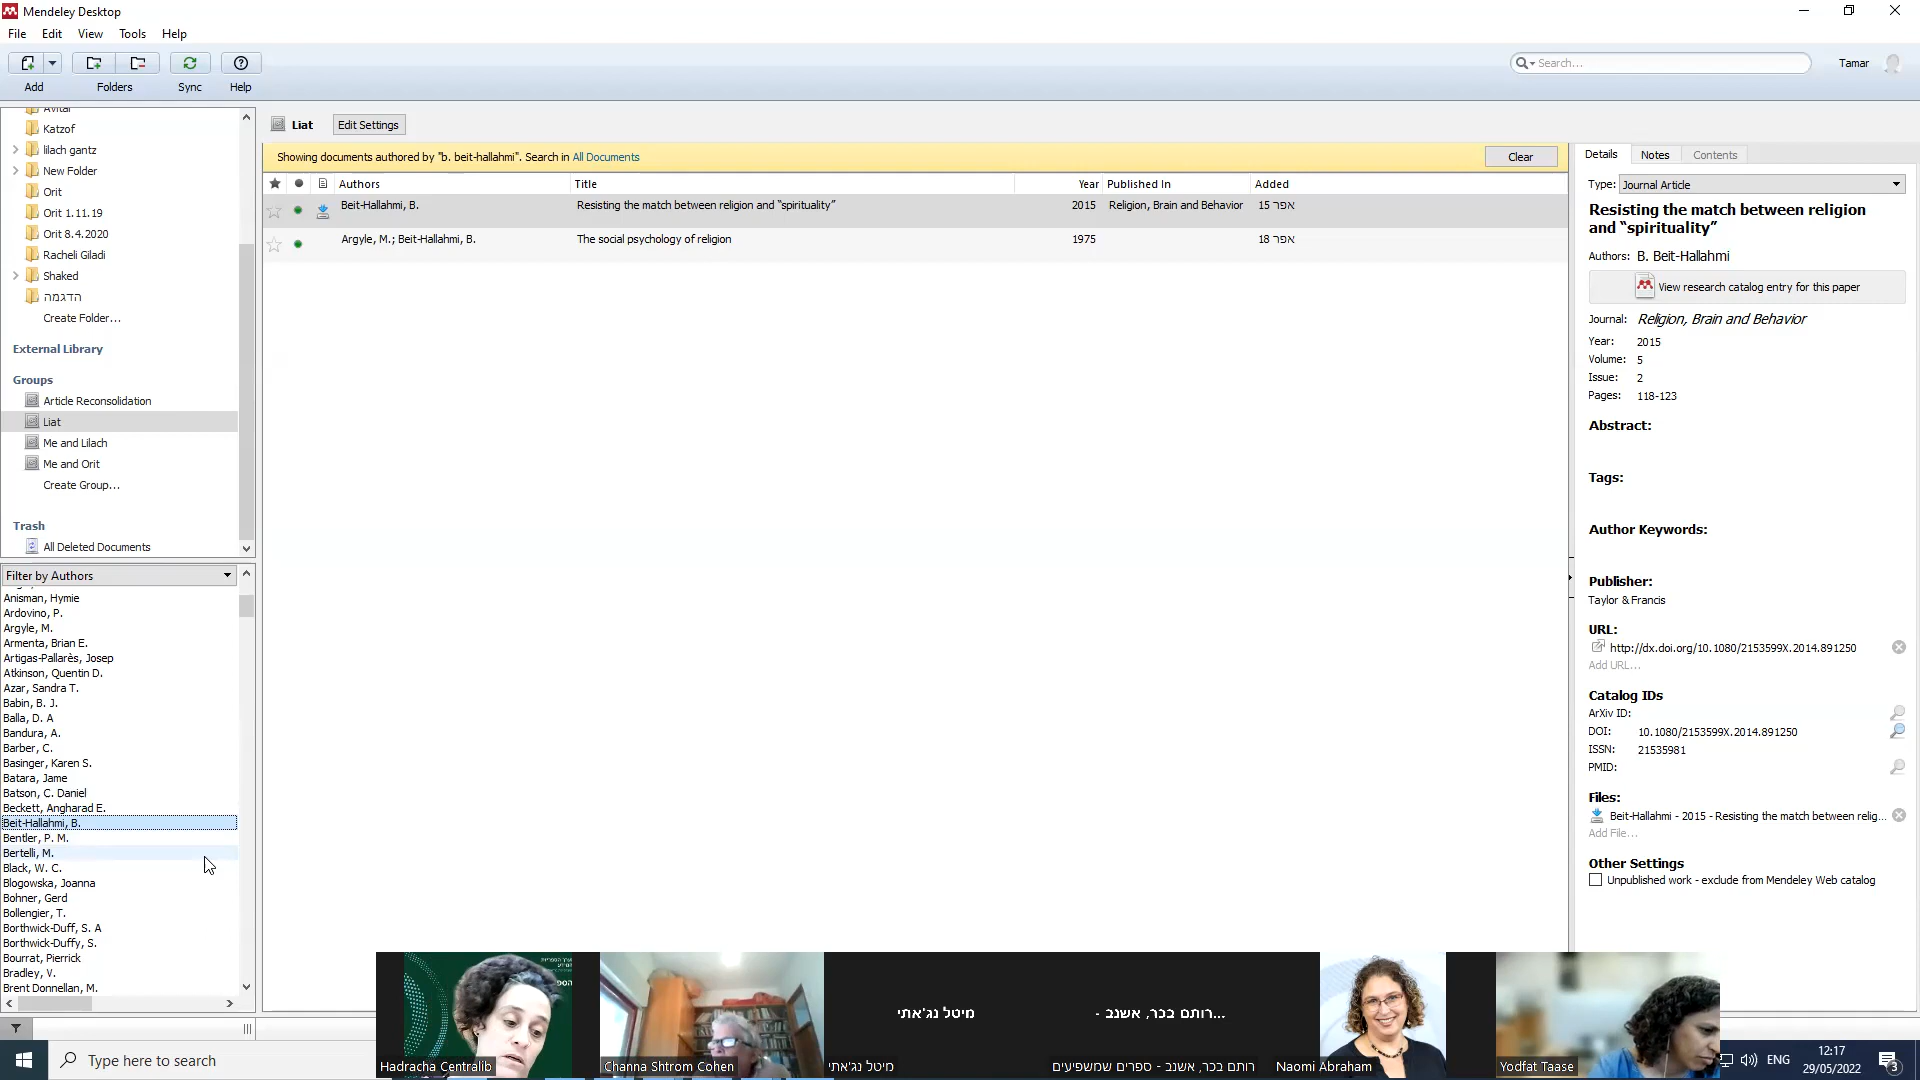 Mendeley Desktop
File Edit View Tools Help
Add Folders Sync Help
Search...
Tamar
Avital
Katzof
lilach gantz
New Folder
Orit
Orit 1.11.19
Orit 8.4.2020
Racheli Giladi
Shaked
הדגמה
Create Folder...
External Library
Groups
Article Reconsolidation
Liat
Me and Lilach
Me and Orit
Create Group...
Trash
All Deleted Documents
Filter by Authors
Anisman, Hymie
Ardovino, P.
Argyle, M.
Armenta, Brian E.
Artigas-Pallarès, Josep
Atkinson, Quentin D.
Azar, Sandra T.
Babin, B. J.
Balla, D. A
Bandura, A.
Barber, C.
Basinger, Karen S.
Batara, Jame
Batson, C. Daniel
Beckett, Angharad E.
Beit-Hallahmi, B.
Bentler, P. M.
Bertelli, M.
Black, W. C.
Blogowska, Joanna
Bohner, Gerd
Bollengier, T.
Borthwick-Duff, S. A
Borthwick-Duffy, S.
Bourrat, Pierrick
Bradley, V.
Brent Donnellan, M.
Liat Edit Settings
Showing documents authored by "b. beit-hallahmi". Search in All Documents Clear
Authors Title Year Published In Added
Beit-Hallahmi, B. Resisting the match between religion and “spirituality” 2015 Religion, Brain and Behavior 15 אפר
Argyle, M.; Beit-Hallahmi, B. The social psychology of religion 1975 18 אפר
Details Notes Contents
Type: Journal Article
Resisting the match between religion
and “spirituality”
Authors: B. Beit-Hallahmi
View research catalog entry for this paper
Journal: Religion, Brain and Behavior
Year: 2015
Volume: 5
Issue: 2
Pages: 118-123
Abstract:
Tags:
Author Keywords:
Publisher:
Taylor & Francis
URL:
http://dx.doi.org/10.1080/2153599X.2014.891250
Add URL...
Catalog IDs
ArXiv ID:
DOI: 10.1080/2153599X.2014.891250
ISSN: 21535981
PMID:
Files:
Beit-Hallahmi - 2015 - Resisting the match between relig...
Add File...
Other Settings
Unpublished work - exclude from Mendeley Web catalog
מיטל נג'אתי
רותם בכר, אשנב -...
Hadracha Centralib
Channa Shtrom Cohen
מיטל נג'אתי
רותם בכר, אשנב - ספרים שמשפיעים
Naomi Abraham
Yodfat Taase
Type here to search
ENG
12:17
29/05/2022
3